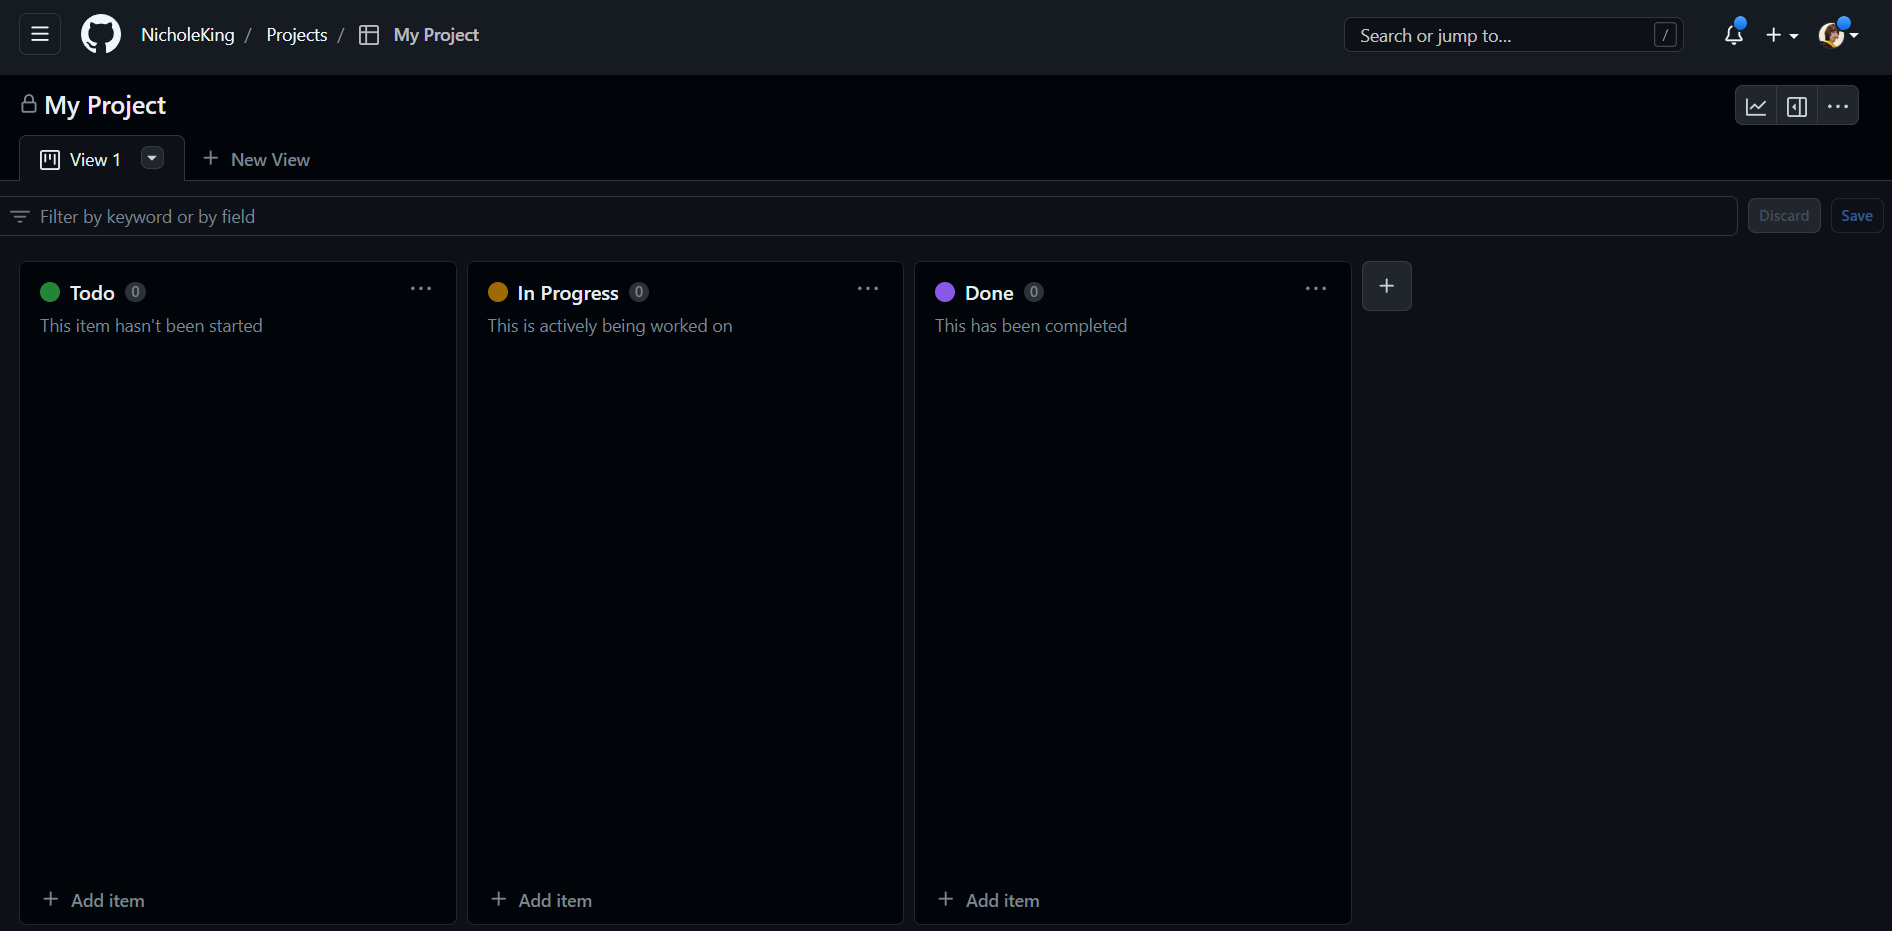 NicholeKing / Projects / My Project
Search or jump to... /
My Project
View 1
New View
Filter by keyword or by field
Discard
Save
Todo 0
This item hasn't been started
Add item
In Progress 0
This is actively being worked on
Add item
Done 0
This has been completed
Add item